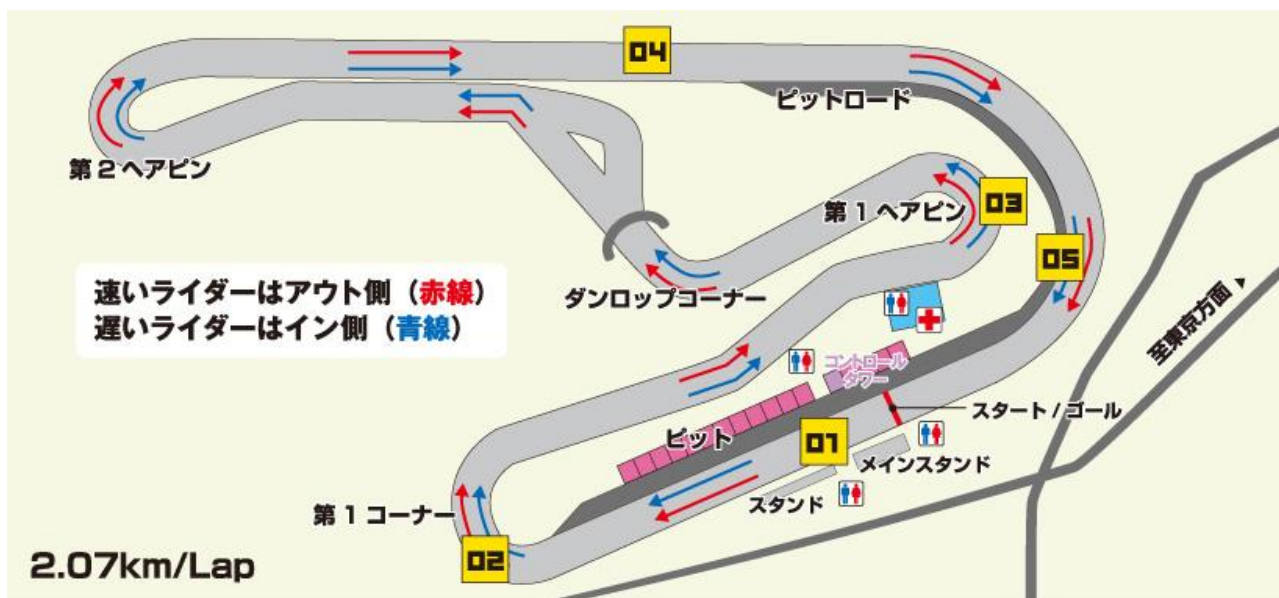 04
ピットロード
第2ヘアピン
第1ヘアピン
03
05
速いライダーはアウト側（赤線）
遅いライダーはイン側（青線）
ダンロップコーナー
至東京方面
コントロール
タワー
スタート/ゴール
ピット
01
メインスタンド
スタンド
第1コーナー
02
2.07km/Lap